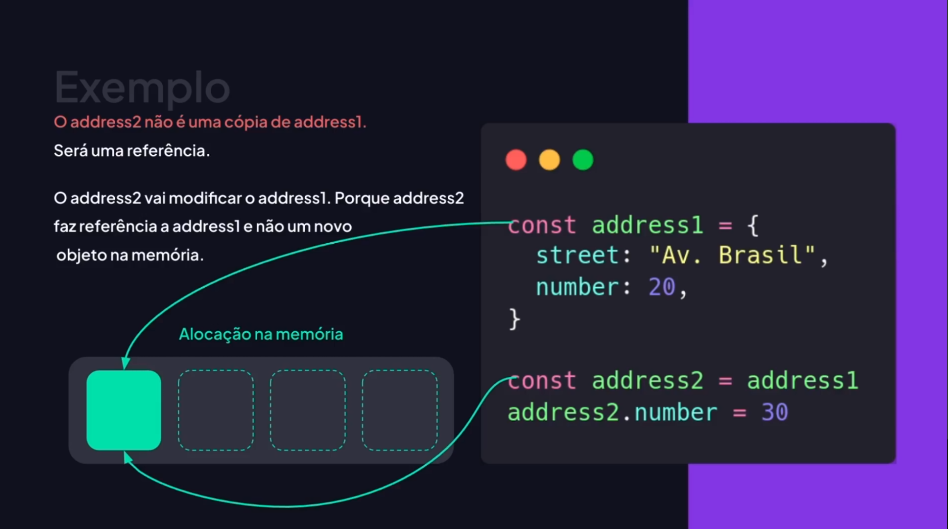 Exemplo
O address2 não é uma cópia de address1.
Será uma referência.
O address2 vai modificar o address1. Porque address2
faz referência a address1 e não um novo
objeto na memória.
Alocação na memória
const address1 = {
  street: "Av. Brasil",
  number: 20,
}
const address2 = address1
address2.number = 30